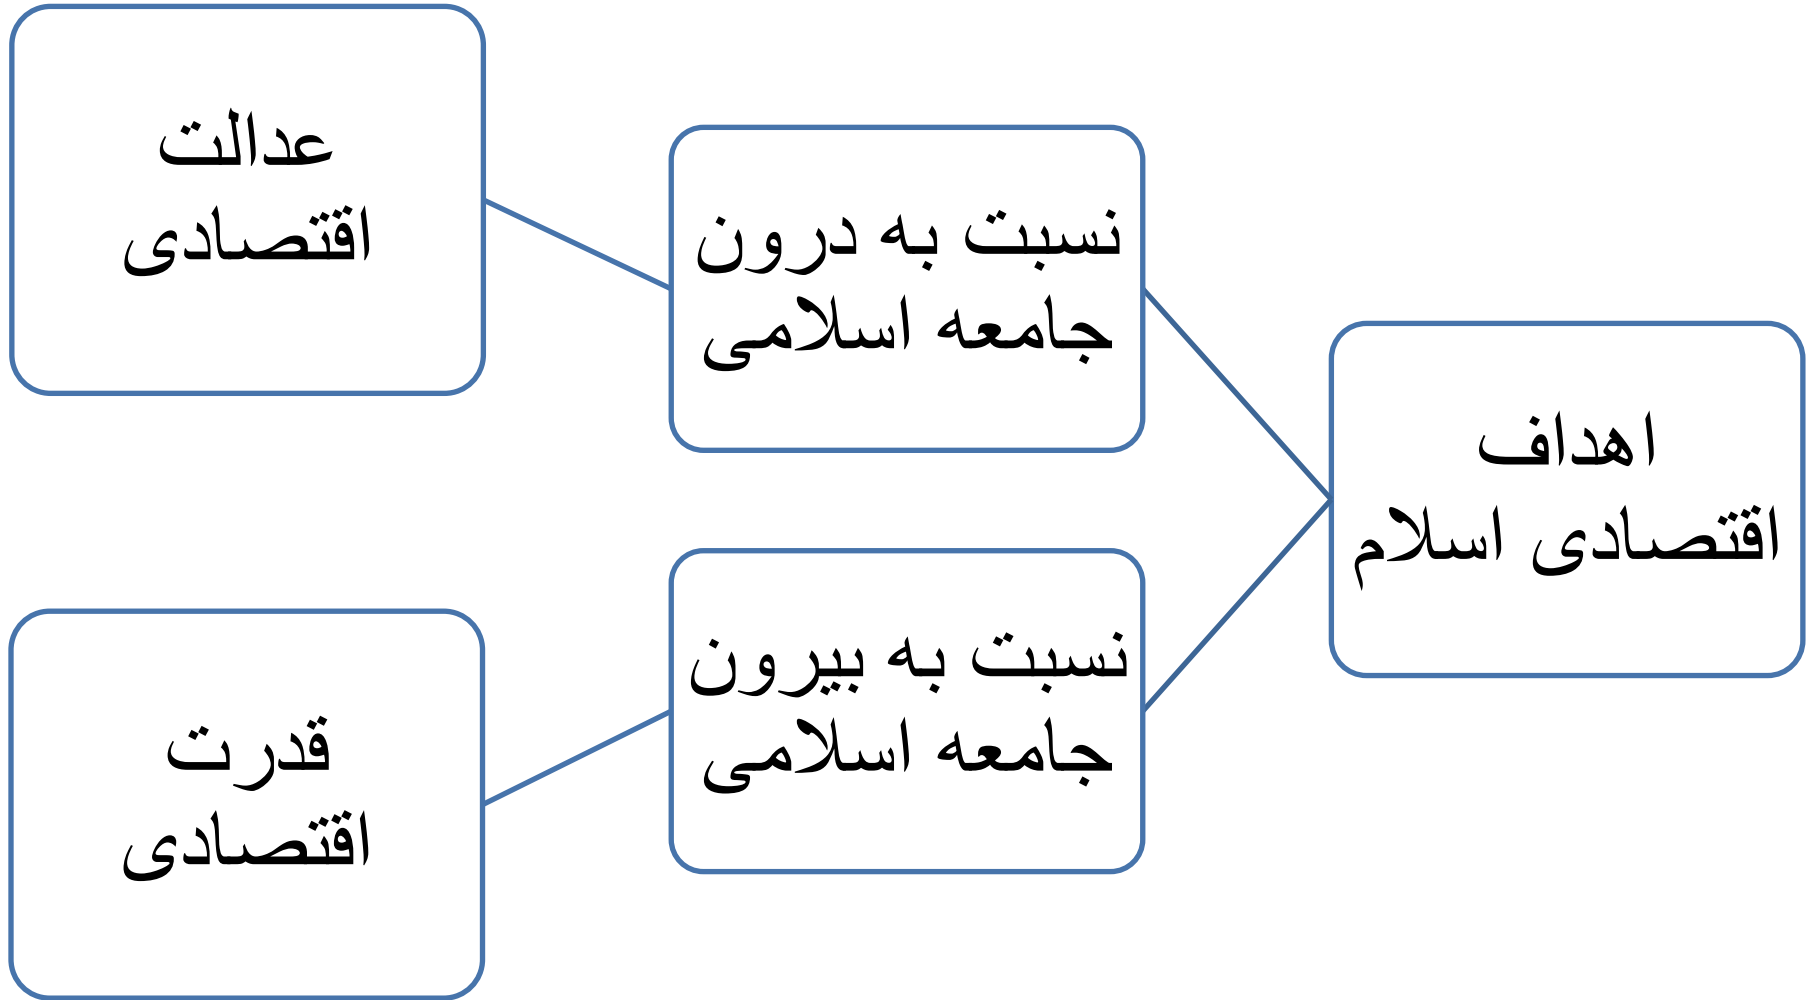 اهداف
اقتصادی اسلام
نسبت به درون
جامعه اسلامی
عدالت
اقتصادی
نسبت به بیرون
جامعه اسلامی
قدرت
اقتصادی